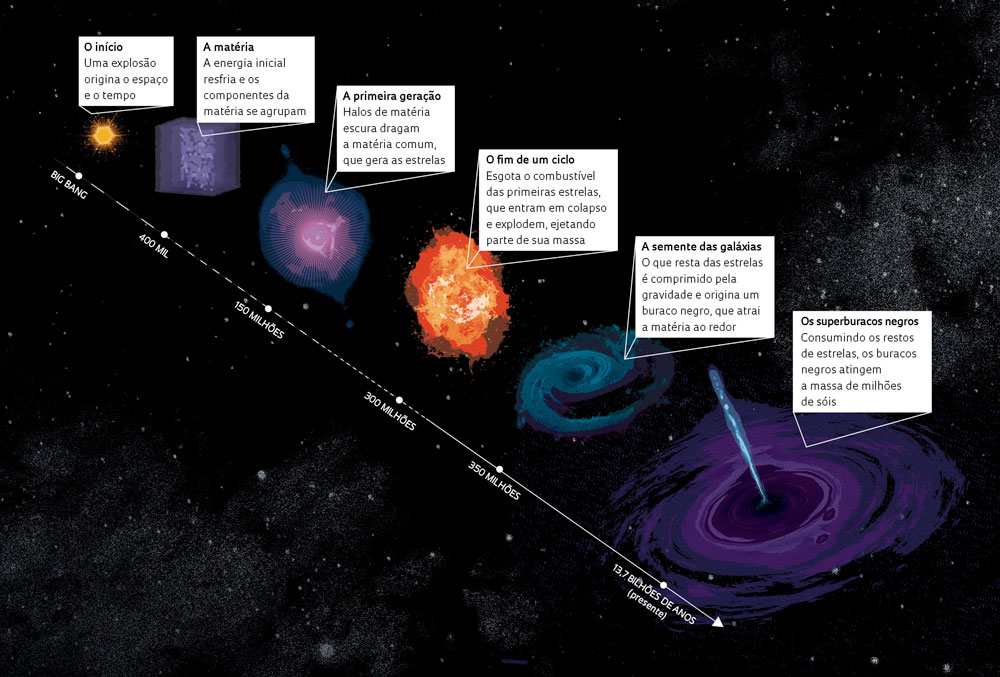 O início
Uma explosão
origina o espaço
e o tempo
A matéria
A energia inicial
resfria e os
componentes da
matéria se agrupam
A primeira geração
Halos de matéria
escura dragam
a matéria comum,
que gera as estrelas
O fim de um ciclo
Esgota o combustível
das primeiras estrelas,
que entram em colapso
e explodem, ejetando
parte de sua massa
A semente das galáxias
O que resta das estrelas
é comprimido pela
gravidade e origina um
buraco negro, que atrai
a matéria ao redor
Os superburacos negros
Consumindo os restos
de estrelas, os buracos
negros atingem
a massa de milhões
de sóis
BIG BANG
400 MIL
150 MILHÕES
300 MILHÕES
350 MILHÕES
13,7 BILHÕES DE ANOS
(presente)